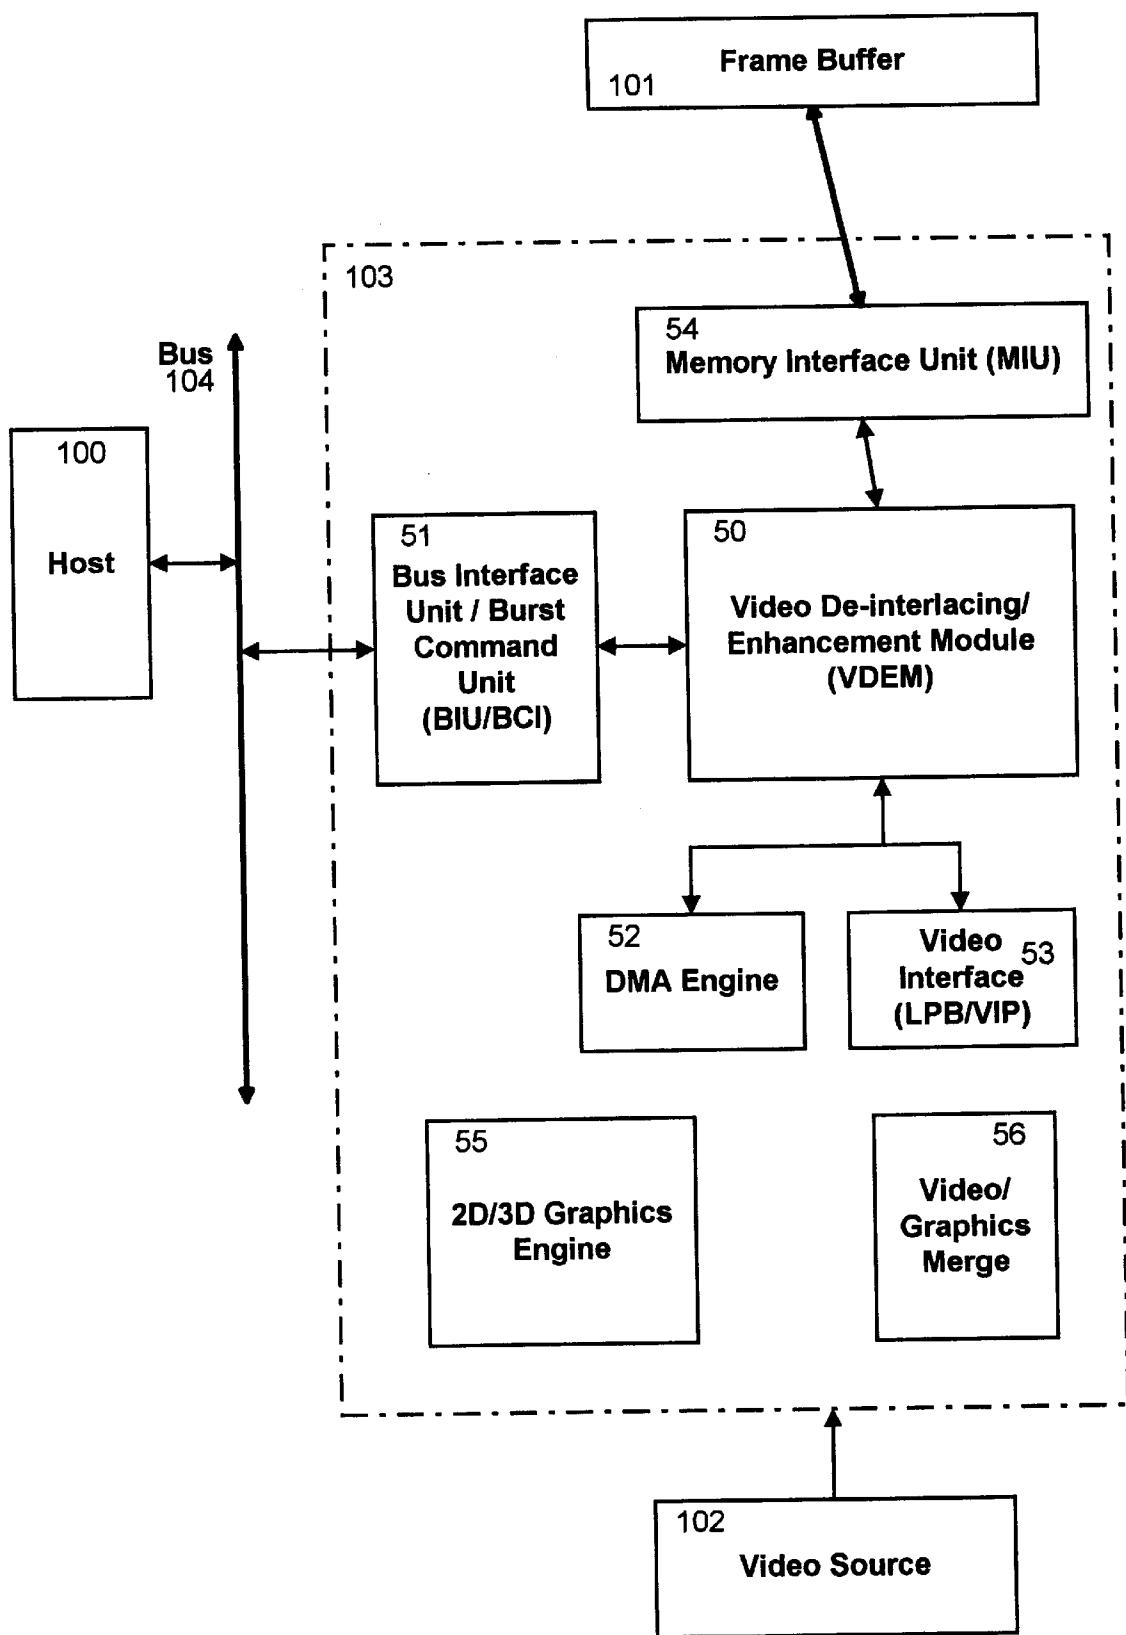 Frame Buffer
101
103
54
Memory Interface Unit (MIU)
Bus
104
100
Host
51
Bus Interface
Unit / Burst
Command
Unit
(BIU/BCI)
50
Video De-interlacing/
Enhancement Module
(VDEM)
52
DMA Engine
Video
Interface
53
(LPB/VIP)
55
2D/3D Graphics
Engine
56
Video/
Graphics
Merge
102
Video Source